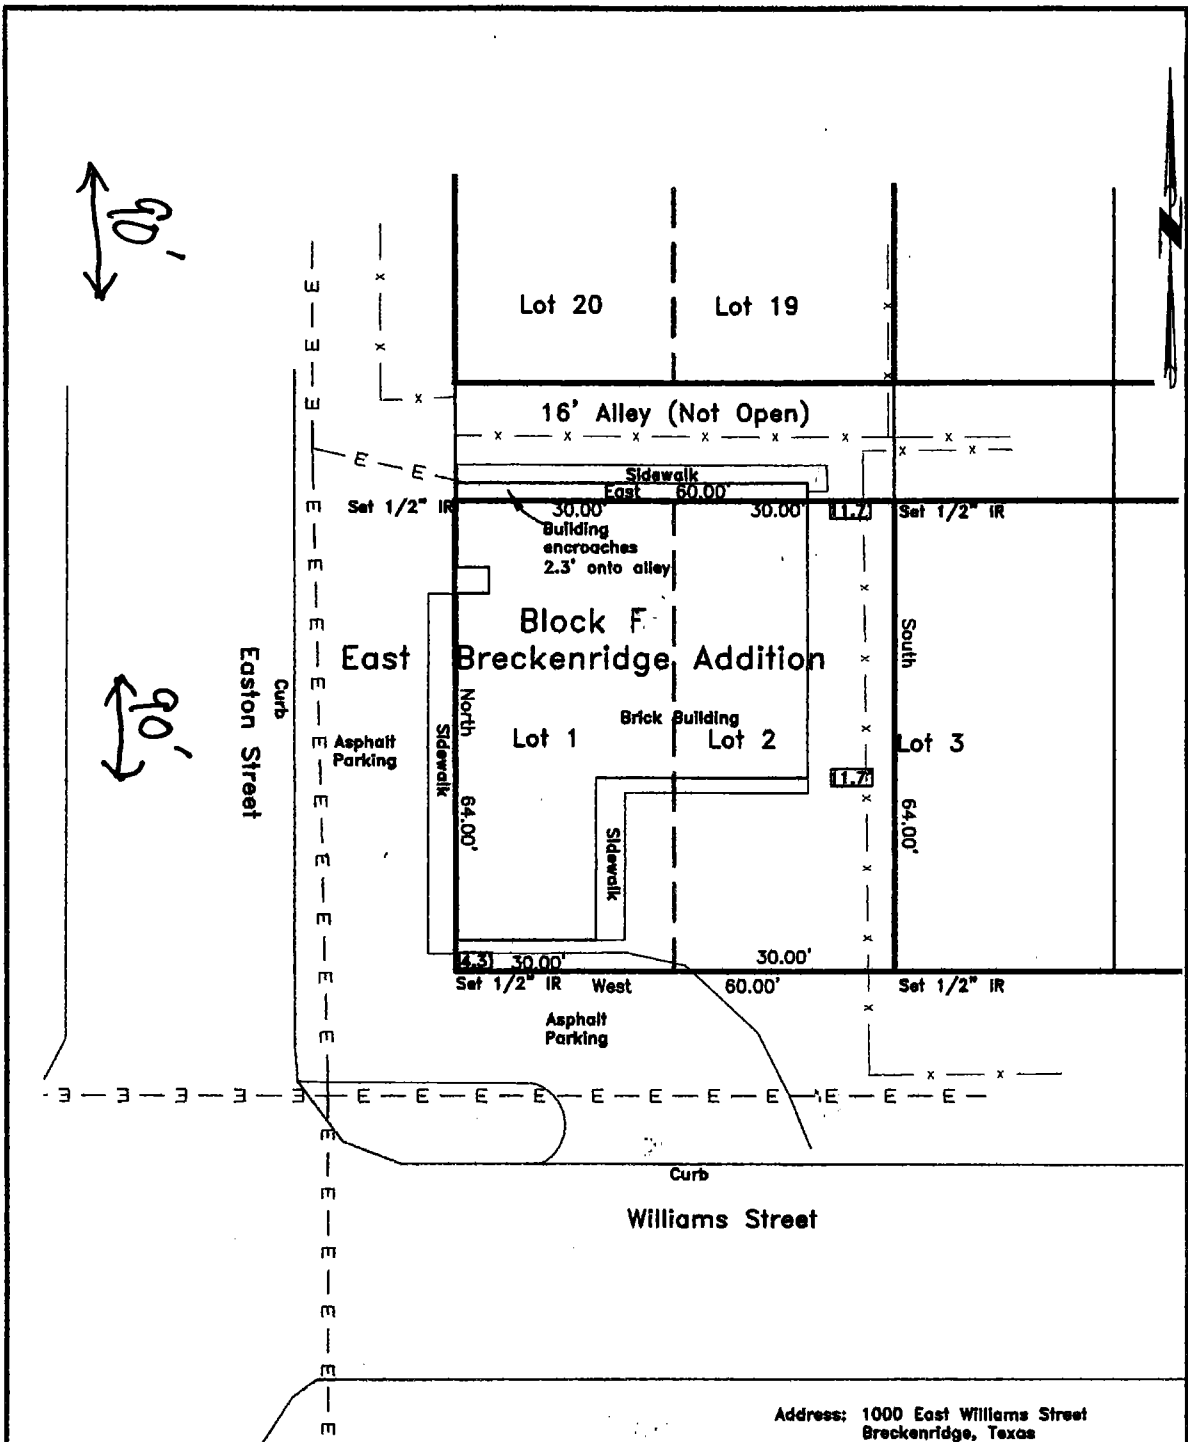 N
90'
Lot 20
Lot 19
16' Alley (Not Open)
Sidewalk
East 60.00'
Set 1/2" IR
30.00'
30.00'
11.7
Set 1/2" IR
Building
encroaches
2.3' onto alley
Block F
East Breckenridge Addition
South
64.00'
Easton Street
Curb
90'
Asphalt
Parking
Sidewalk
North
64.00'
Brick Building
Lot 1
Lot 2
Lot 3
11.7'
Sidewalk
4.3
30.00'
30.00'
Set 1/2" IR
West
60.00'
Set 1/2" IR
Asphalt
Parking
Curb
Williams Street
Address: 1000 East Williams Street
Breckenridge, Texas